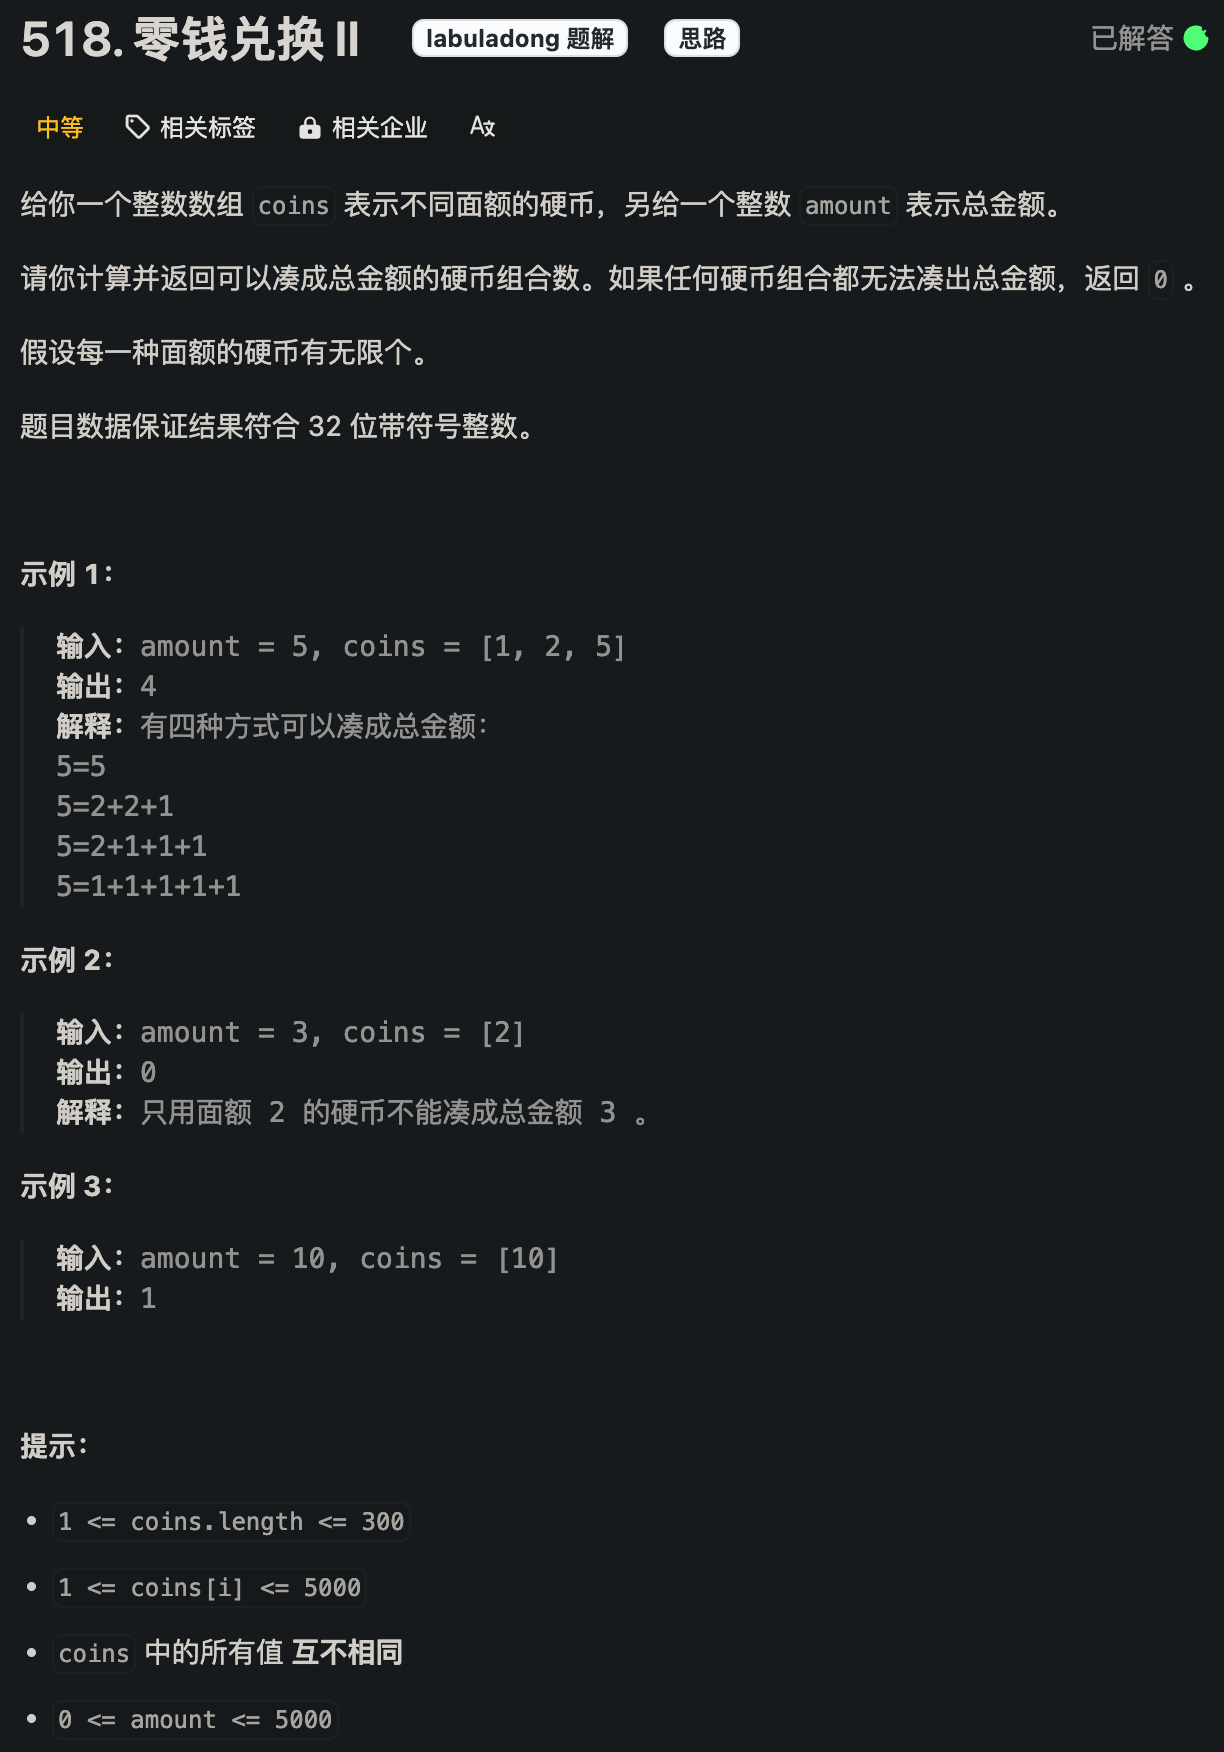 518. 零钱兑换 II labuladong 题解 思路 已解答
中等 相关标签 相关企业 A文
给你一个整数数组 coins 表示不同面额的硬币，另给一个整数 amount 表示总金额。
请你计算并返回可以凑成总金额的硬币组合数。如果任何硬币组合都无法凑出总金额，返回 0 。
假设每一种面额的硬币有无限个。
题目数据保证结果符合 32 位带符号整数。
示例 1：
输入：amount = 5, coins = [1, 2, 5]
输出：4
解释：有四种方式可以凑成总金额：
5=5
5=2+2+1
5=2+1+1+1
5=1+1+1+1+1
示例 2：
输入：amount = 3, coins = [2]
输出：0
解释：只用面额 2 的硬币不能凑成总金额 3 。
示例 3：
输入：amount = 10, coins = [10]
输出：1
提示：
• 1 <= coins.length <= 300
• 1 <= coins[i] <= 5000
• coins 中的所有值 互不相同
• 0 <= amount <= 5000